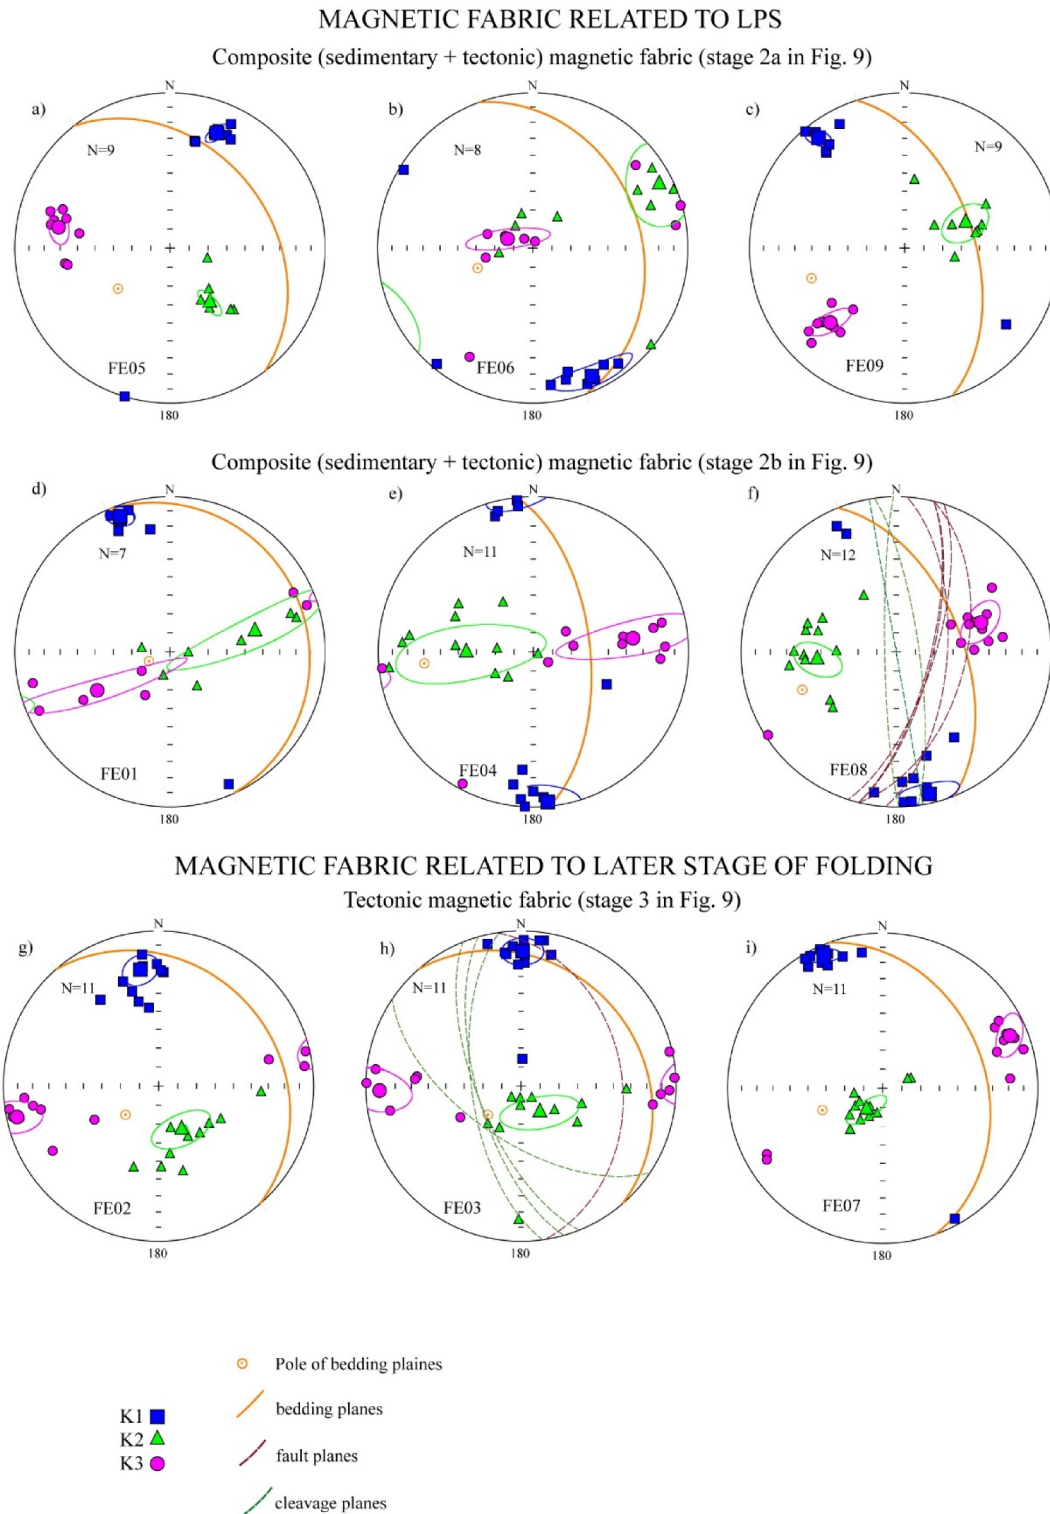 MAGNETIC FABRIC RELATED TO LPS
Composite (sedimentary + tectonic) magnetic fabric (stage 2a in Fig. 9)
a) N b) N c) N
N=9 N=8 N=9
FE05 FE06 FE09
180 180 180
Composite (sedimentary + tectonic) magnetic fabric (stage 2b in Fig. 9)
d) N e) N f) N
N=7 N=11 N=12
FE01 FE04 FE08
180 180 180
MAGNETIC FABRIC RELATED TO LATER STAGE OF FOLDING
Tectonic magnetic fabric (stage 3 in Fig. 9)
g) N h) N i) N
N=11 N=11 N=11
FE02 FE03 FE07
180 180 180
Pole of bedding plaines
bedding planes
K1
K2
K3
fault planes
cleavage planes